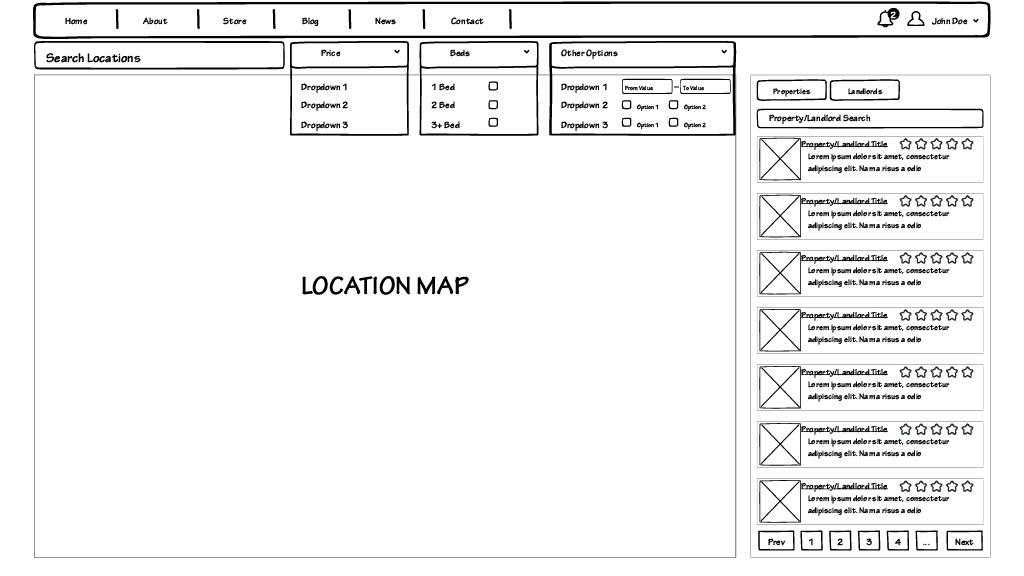 Home About Store Blog News Contact 2 John Doe
Search Locations
Price
Beds
Other Options
Dropdown 1
Dropdown 2
Dropdown 3
1 Bed
2 Bed
3+ Bed
Dropdown 1 From Value – To Value
Dropdown 2 Option 1 Option 2
Dropdown 3 Option 1 Option 2
LOCATION MAP
Properties Landlords
Property/Landlord Search
Property/Landlord Title
Lorem ipsum dolor sit amet, consectetur
adipiscing elit. Nam a risus a odio
Property/Landlord Title
Lorem ipsum dolor sit amet, consectetur
adipiscing elit. Nam a risus a odio
Property/Landlord Title
Lorem ipsum dolor sit amet, consectetur
adipiscing elit. Nam a risus a odio
Property/Landlord Title
Lorem ipsum dolor sit amet, consectetur
adipiscing elit. Nam a risus a odio
Property/Landlord Title
Lorem ipsum dolor sit amet, consectetur
adipiscing elit. Nam a risus a odio
Property/Landlord Title
Lorem ipsum dolor sit amet, consectetur
adipiscing elit. Nam a risus a odio
Property/Landlord Title
Lorem ipsum dolor sit amet, consectetur
adipiscing elit. Nam a risus a odio
Prev 1 2 3 4 ... Next